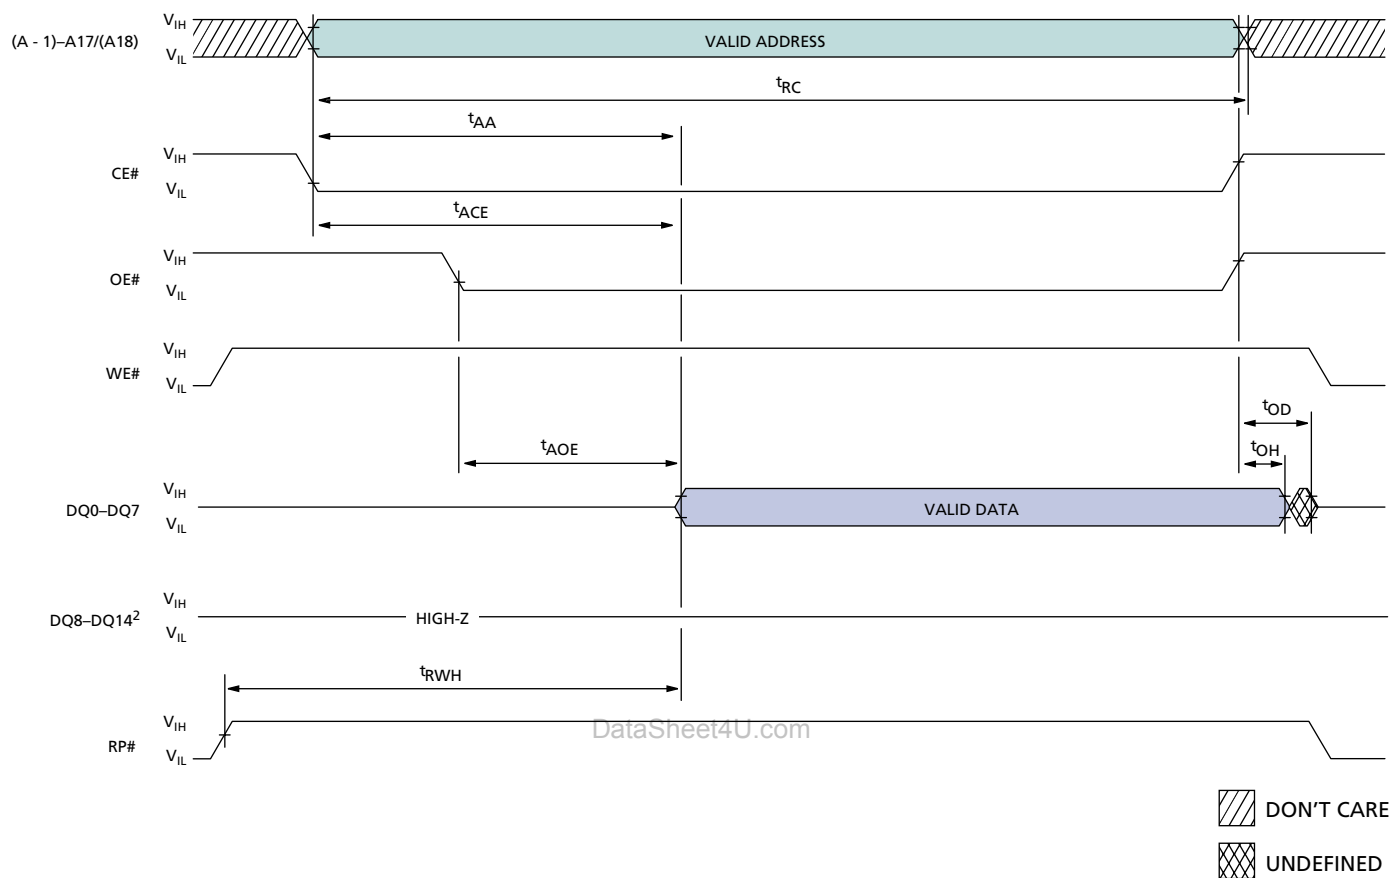 (A - 1)–A17/(A18)
VIH
VIL
VALID ADDRESS
tRC
tAA
CE#
VIH
VIL
tACE
OE#
VIH
VIL
WE#
VIH
VIL
tOD
tAOE
tOH
DQ0–DQ7
VIH
VIL
VALID DATA
DQ8–DQ14²
VIH
VIL
HIGH-Z
tRWH
RP#
VIH
VIL
DataSheet4U.com
DON'T CARE
UNDEFINED